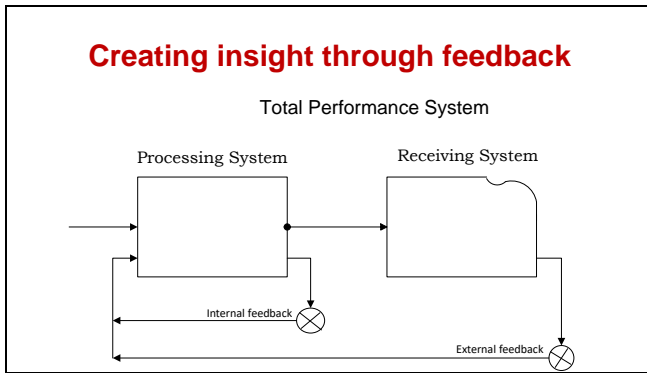 Creating insight through feedback
Total Performance System
Processing System
Receiving System
Internal feedback
External feedback